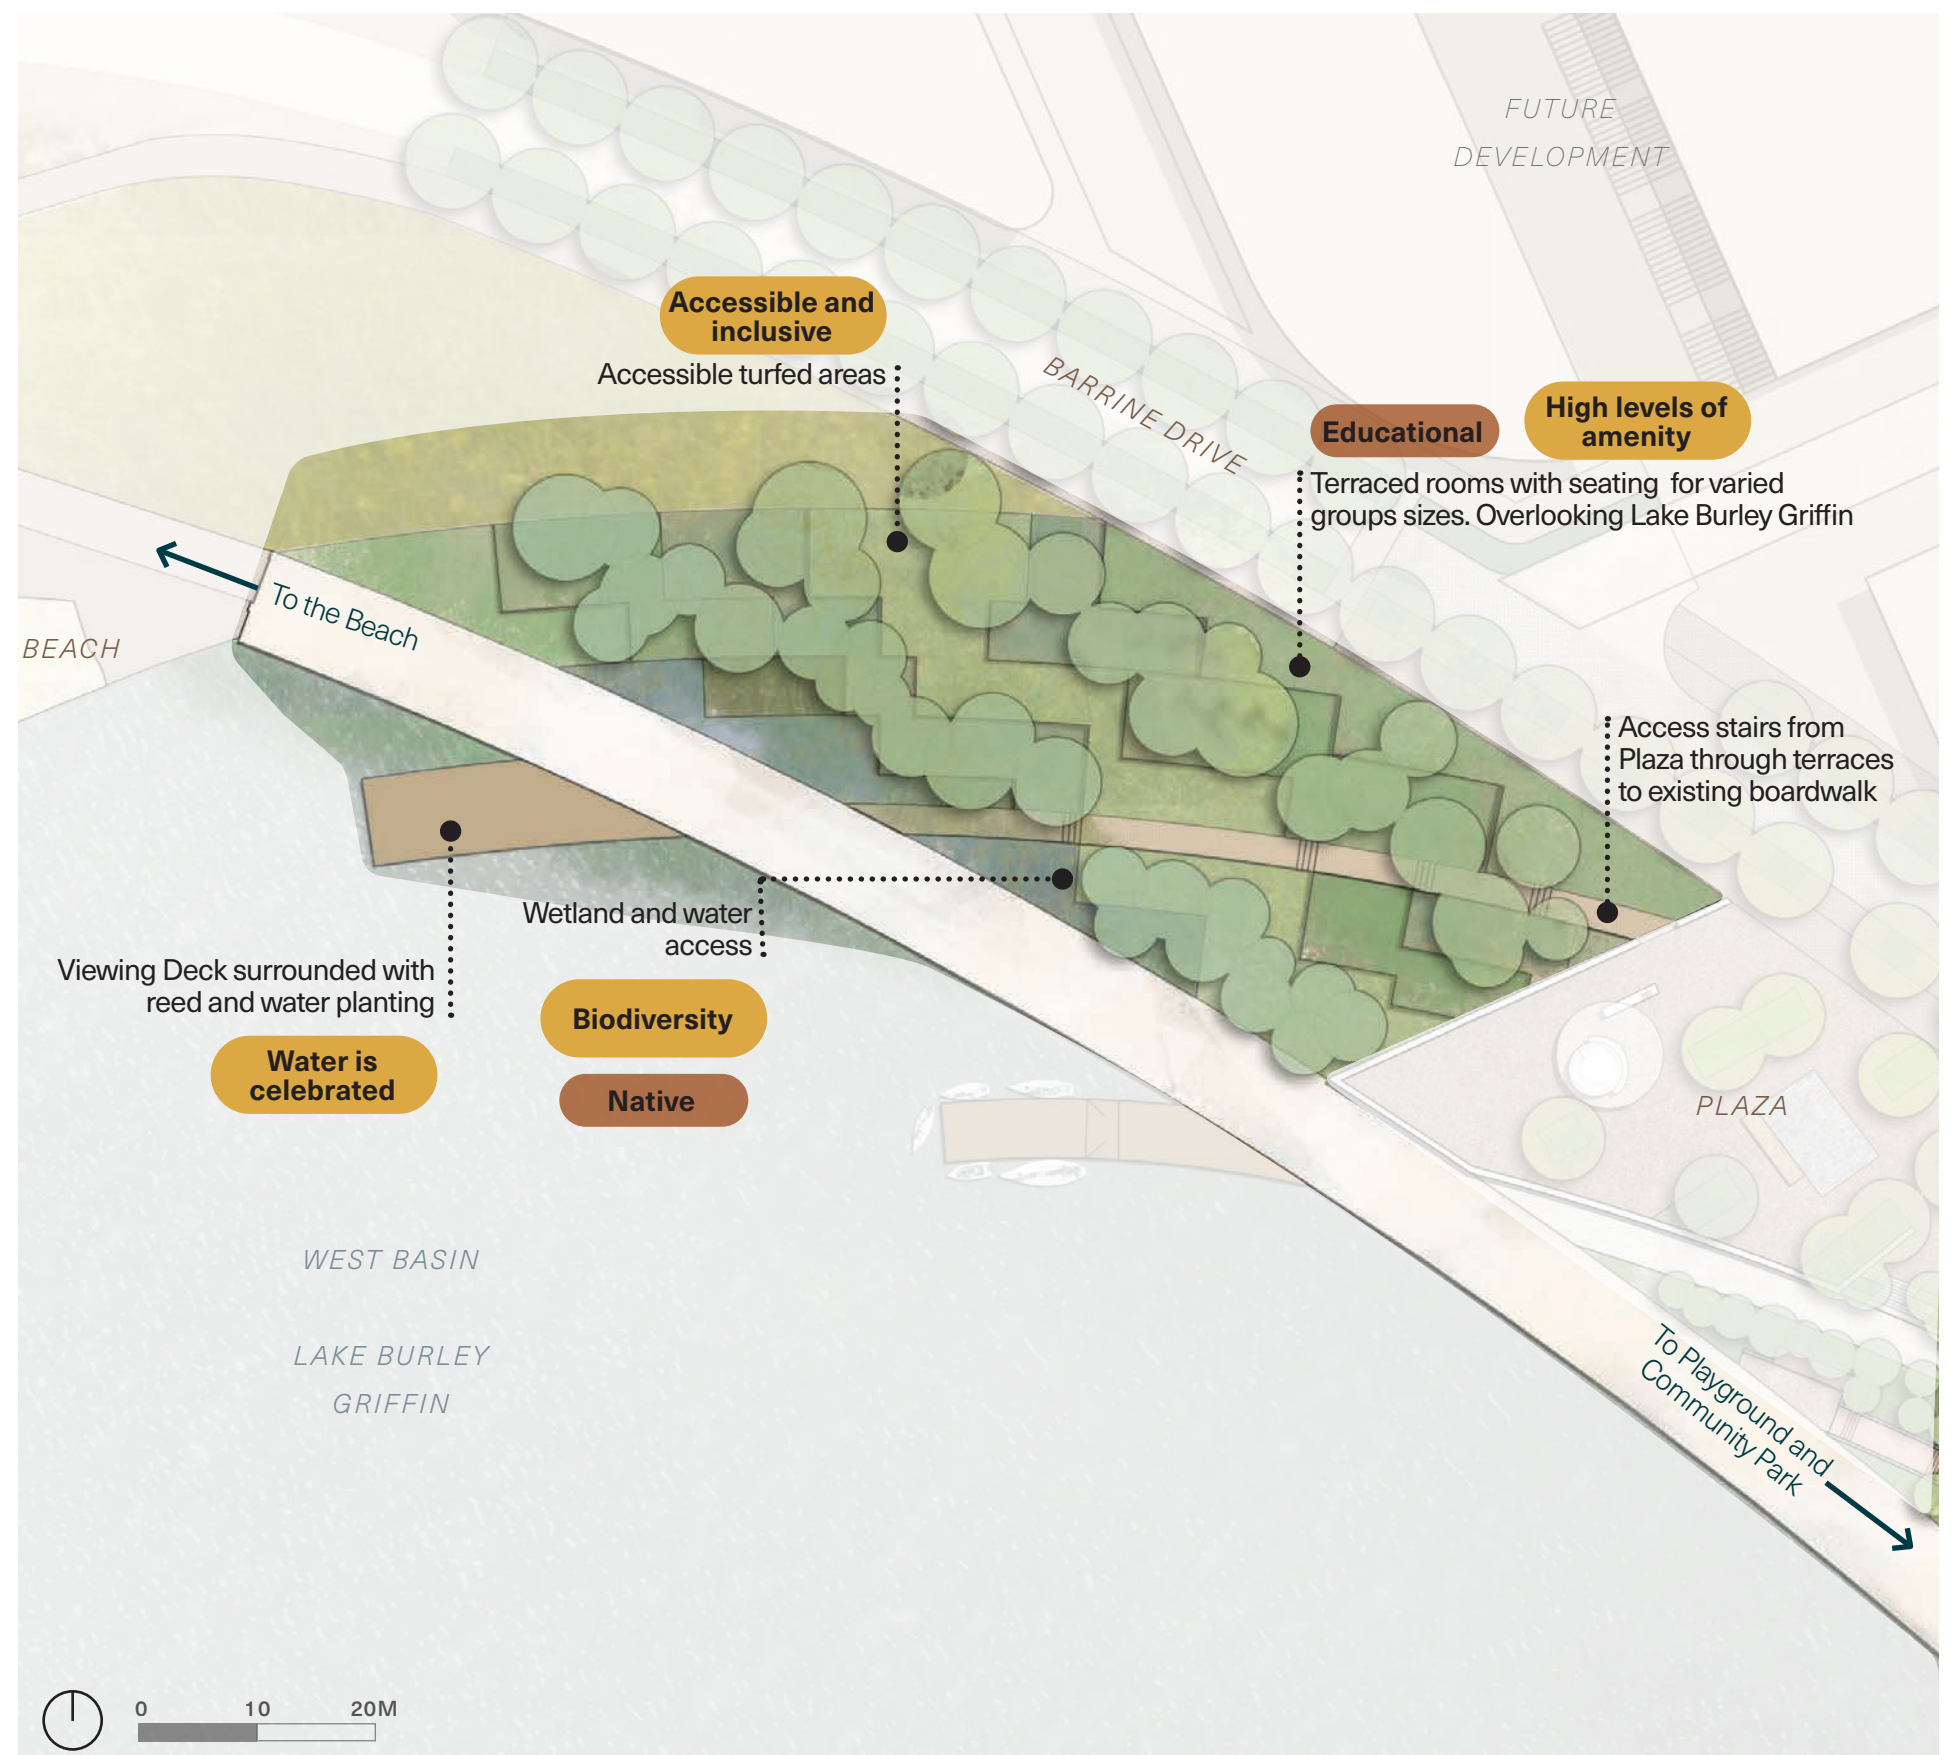 FUTURE
DEVELOPMENT
Accessible and
inclusive
Accessible turfed areas
BARRINE DRIVE
Educational
High levels of
amenity
Terraced rooms with seating for varied
groups sizes. Overlooking Lake Burley Griffin
To the Beach
BEACH
Access stairs from
Plaza through terraces
to existing boardwalk
Wetland and water
access
Viewing Deck surrounded with
reed and water planting
Biodiversity
Water is
celebrated
Native
PLAZA
WEST BASIN
LAKE BURLEY
GRIFFIN
To Playground and
Community Park
0 10 20M